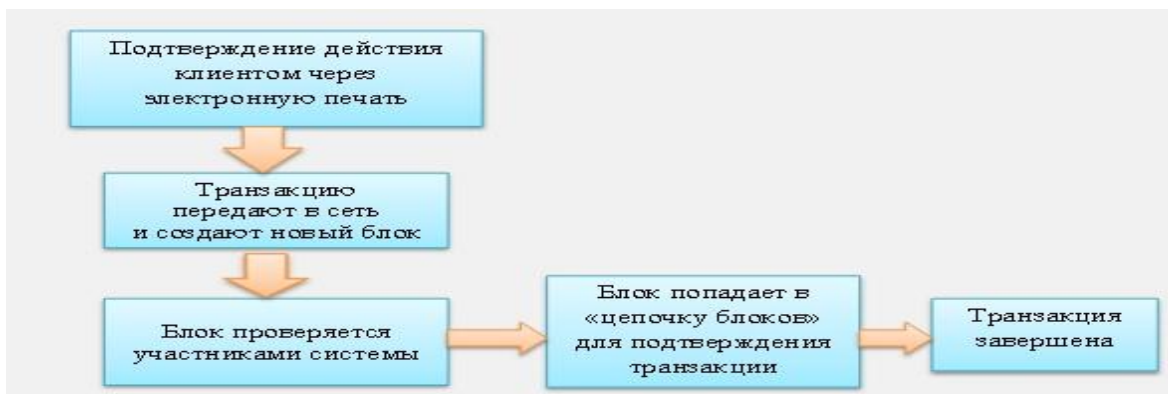 Подтверждение действия
клиентом через
электронную печать
Транзакцию
передают в сеть
и создают новый блок
Блок проверяется
участниками системы
Блок попадает в
«цепочку блоков»
для подтверждения
транзакции
Транзакция
завершена